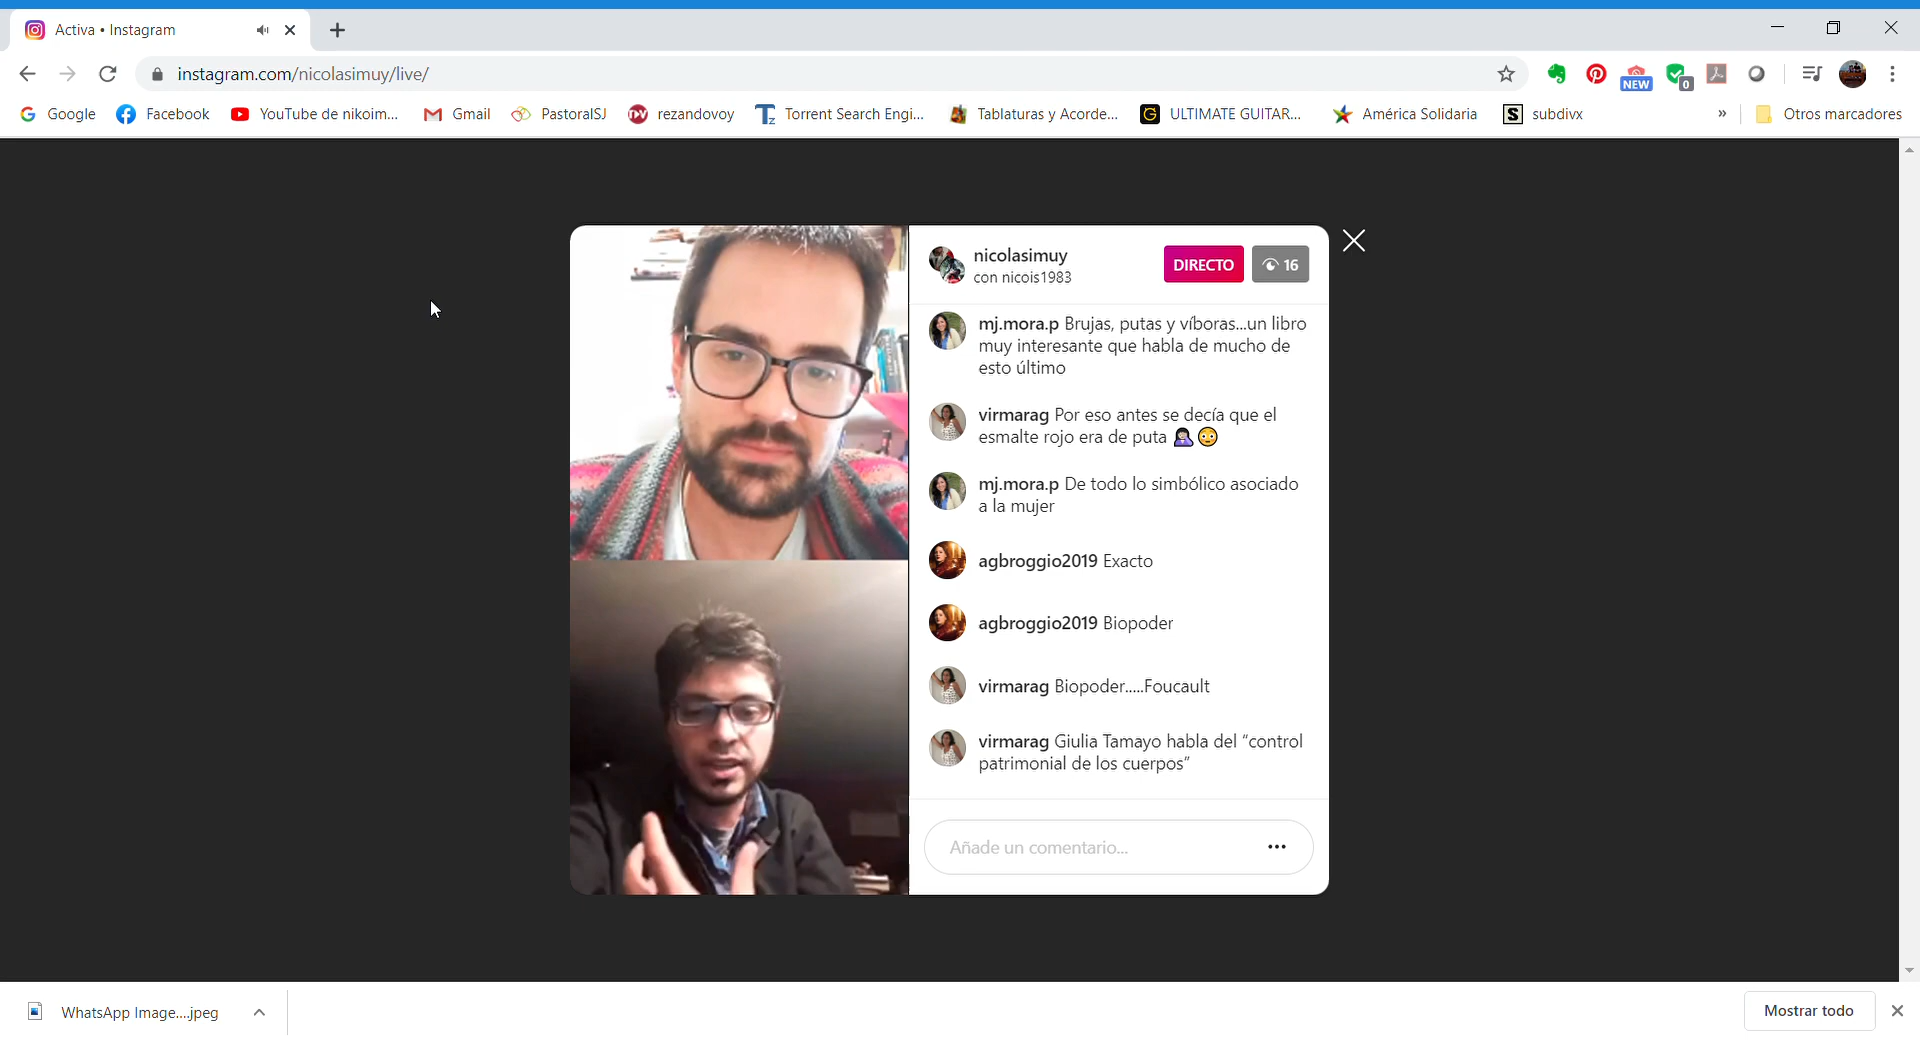 Activa • Instagram
instagram.com/nicolasimuy/live/
NEW
0
Google
Facebook
YouTube de nikoim...
Gmail
PastoralSJ
rezandovoy
Torrent Search Engi...
Tablaturas y Acorde...
ULTIMATE GUITAR...
América Solidaria
subdivx
»
Otros marcadores
nicolasimuy
con nicois1983
DIRECTO
16
mj.mora.p Brujas, putas y víboras...un libro
muy interesante que habla de mucho de
esto último
virmarag Por eso antes se decía que el
esmalte rojo era de puta 🤦🏻‍♀️😳
mj.mora.p De todo lo simbólico asociado
a la mujer
agbroggio2019 Exacto
agbroggio2019 Biopoder
virmarag Biopoder.....Foucault
virmarag Giulia Tamayo habla del “control
patrimonial de los cuerpos”
Añade un comentario...
WhatsApp Image....jpeg
Mostrar todo